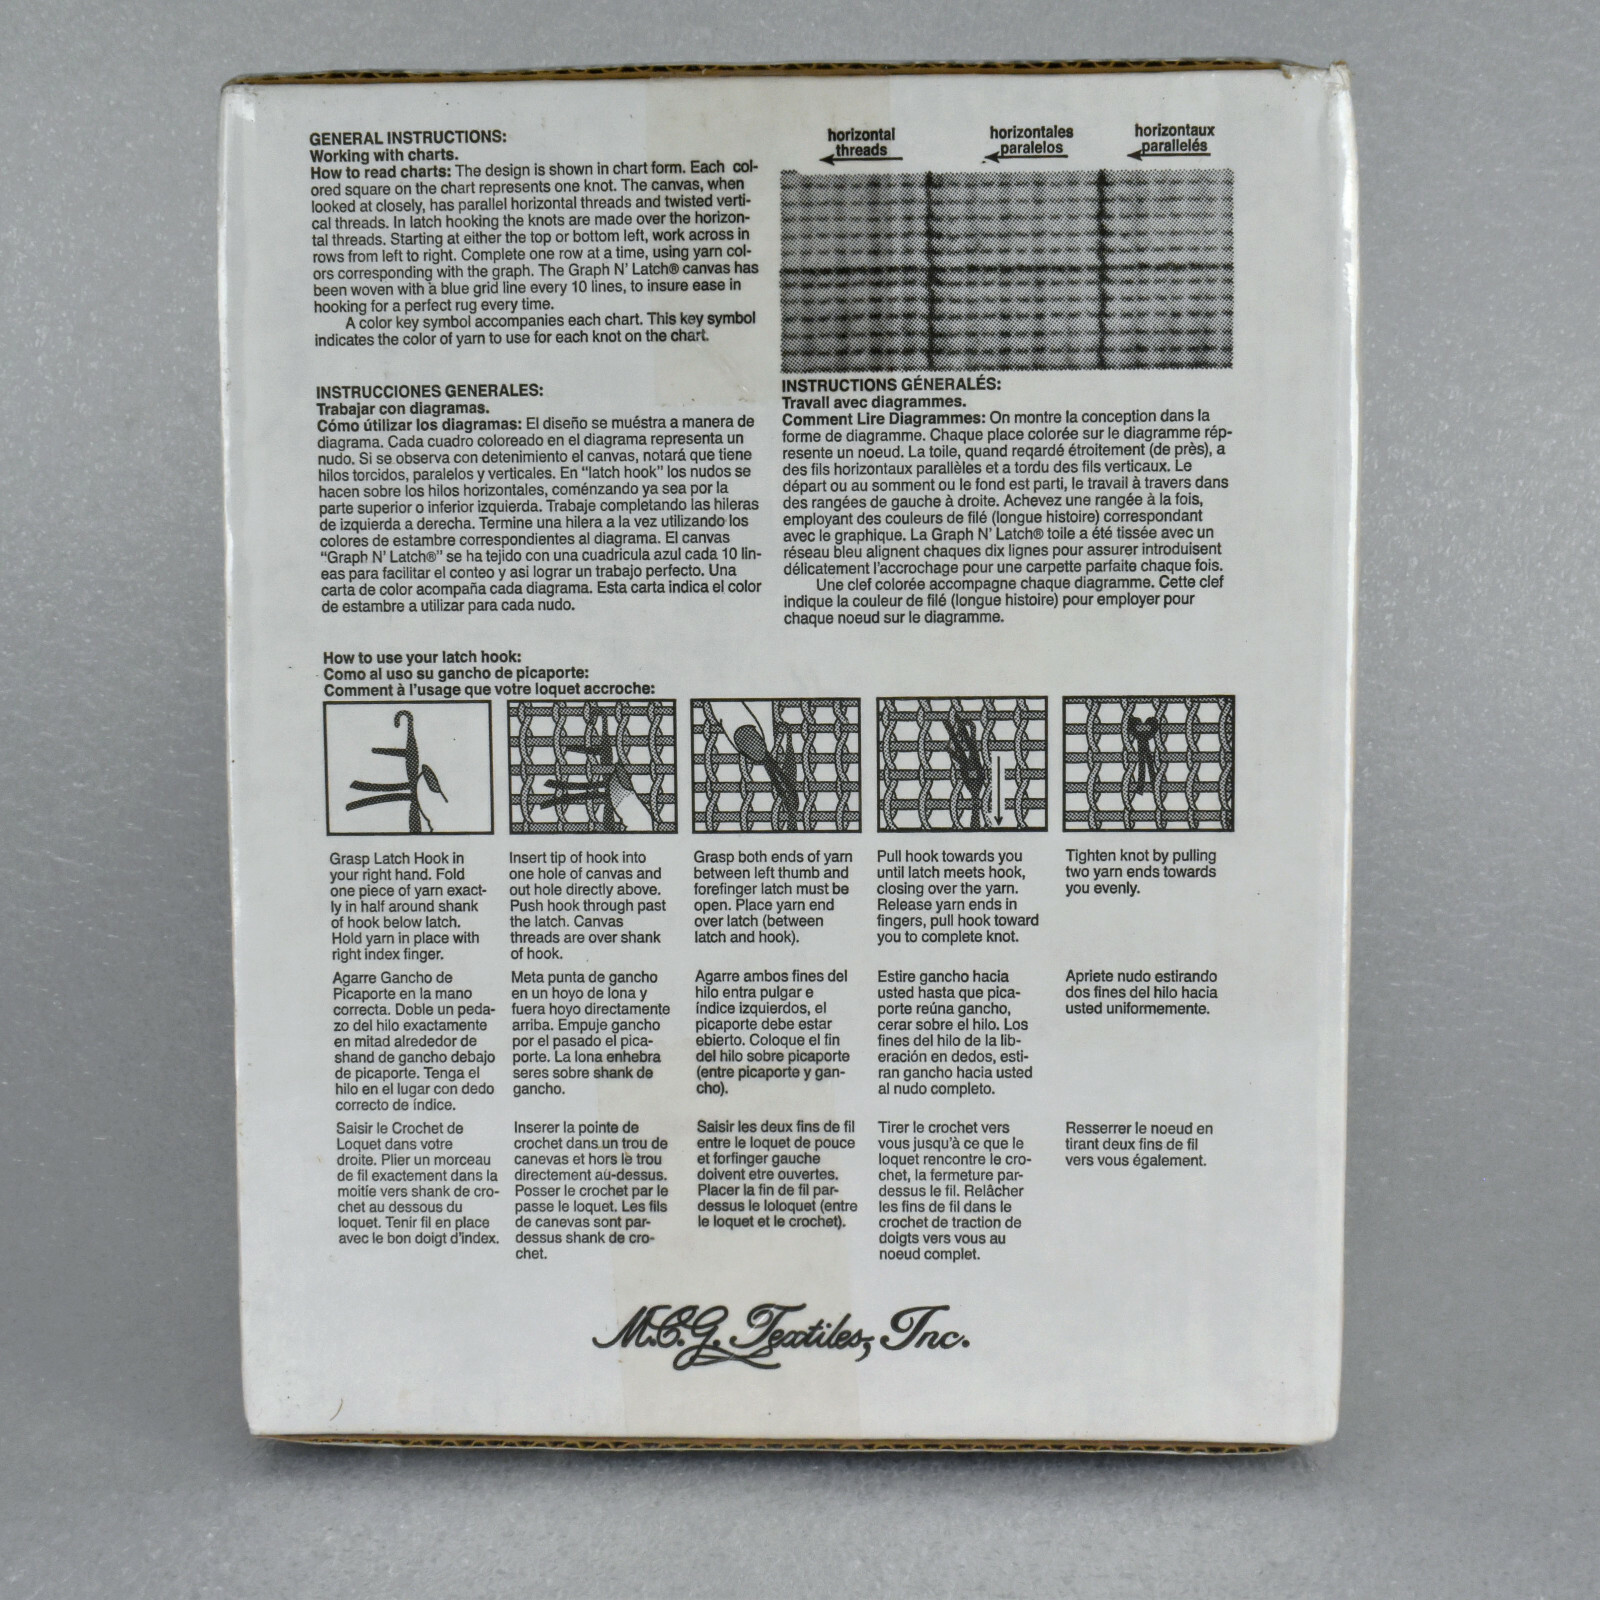 GENERAL INSTRUCTIONS:
Working with charts.
How to read charts: The design is shown in chart form. Each col-
ored square on the chart represents one knot. The canvas, when
looked at closely, has parallel horizontal threads and twisted verti-
cal threads. In latch hooking the knots are made over the horizon-
tal threads. Starting at either the top or bottom left, work across in
rows from left to right. Complete one row at a time, using yarn col-
ors corresponding with the graph. The Graph N' Latch® canvas has
been woven with a blue grid line every 10 lines, to insure ease in
hooking for a perfect rug every time.
A color key symbol accompanies each chart. This key symbol
indicates the color of yarn to use for each knot on the chart.
horizontal
threads
horizontales
paralelos
horizontaux
parallelés
INSTRUCCIONES GENERALES:
Trabajar con diagramas.
Cómo útilizar los diagramas: El diseño se muéstra a manera de
diagrama. Cada cuadro coloreado en el diagrama representa un
nudo. Si se observa con detenimiento el canvas, notará que tiene
hilos torcidos, paralelos y verticales. En "latch hook" los nudos se
hacen sobre los hilos horizontales, coménzando ya sea por la
parte superior o inferior izquierda. Trabaje completando las hileras
de izquierda a derecha. Termine una hilera a la vez utilizando los
colores de estambre correspondientes al diagrama. El canvas
"Graph N' Latch®" se ha tejido con una cuadricula azul cada 10 lin-
eas para facilitar el conteo y asi lograr un trabajo perfecto. Una
carta de color acompaña cada diagrama. Esta carta indica el color
de estambre a utilizar para cada nudo.
INSTRUCTIONS GÉNERALÉS:
Travall avec diagrammes.
Comment Lire Diagrammes: On montre la conception dans la
forme de diagramme. Chaque place colorée sur le diagramme rép-
resente un noeud. La toile, quand reqardé étroitement (de près), a
des fils horizontaux parallèles et a tordu des fils verticaux. Le
départ ou au somment ou le fond est parti, le travail à travers dans
des rangées de gauche à droite. Achevez une rangée à la fois,
employant des couleurs de filé (longue histoire) correspondant
avec le graphique. La Graph N' Latch® toile a été tissée avec un
réseau bleu alignent chaques dix lignes pour assurer introduisent
délicatement l'accrochage pour une carpette parfaite chaque fois.
Une clef colorée accompagne chaque diagramme. Cette clef
indique la couleur de filé (longue histoire) pour employer pour
chaque noeud sur le diagramme.
How to use your latch hook:
Como al uso su gancho de picaporte:
Comment à l'usage que votre loquet accroche:
Grasp Latch Hook in
your right hand. Fold
one piece of yarn exact-
ly in half around shank
of hook below latch.
Hold yarn in place with
right index finger.
Insert tip of hook into
one hole of canvas and
out hole directly above.
Push hook through past
the latch. Canvas
threads are over shank
of hook.
Grasp both ends of yarn
between left thumb and
forefinger latch must be
open. Place yarn end
over latch (between
latch and hook).
Pull hook towards you
until latch meets hook,
closing over the yarn.
Release yarn ends in
fingers, pull hook toward
you to complete knot.
Tighten knot by pulling
two yarn ends towards
you evenly.
Agarre Gancho de
Picaporte en la mano
correcta. Doble un peda-
zo del hilo exactamente
en mitad alrededor de
shand de gancho debajo
de picaporte. Tenga el
hilo en el lugar con dedo
correcto de índice.
Meta punta de gancho
en un hoyo de lona y
fuera hoyo directamente
arriba. Empuje gancho
por el pasado el pica-
porte. La lona enhebra
seres sobre shank de
gancho.
Agarre ambos fines del
hilo entra pulgar e
índice izquierdos, el
picaporte debe estar
ebierto. Coloque el fin
del hilo sobre picaporte
(entre picaporte y gan-
cho).
Estire gancho hacia
usted hasta que pica-
porte reúna gancho,
cerar sobre el hilo. Los
fines del hilo de la lib-
eración en dedos, esti-
ran gancho hacia usted
al nudo completo.
Apriete nudo estirando
dos fines del hilo hacia
usted uniformemente.
Saisir le Crochet de
Loquet dans votre
droite. Plier un morceau
de fil exactement dans la
moitíe vers shank de cro-
chet au dessous du
loquet. Tenir fil en place
avec le bon doigt d'index.
Inserer la pointe de
crochet dans un trou de
canevas et hors le trou
directement au-dessus.
Posser le crochet par le
passe le loquet. Les fils
de canevas sont par-
dessus shank de cro-
chet.
Saisir les deux fins de fil
entre le loquet de pouce
et forfinger gauche
doivent etre ouvertes.
Placer la fin de fil par-
dessus le loloquet (entre
le loquet et le crochet).
Tirer le crochet vers
vous jusqu'à ce que le
loquet rencontre le cro-
chet, la fermeture par-
dessus le fil. Relâcher
les fins de fil dans le
crochet de traction de
doigts vers vous au
noeud complet.
Resserrer le noeud en
tirant deux fins de fil
vers vous également.
M.C.G. Textiles, Inc.